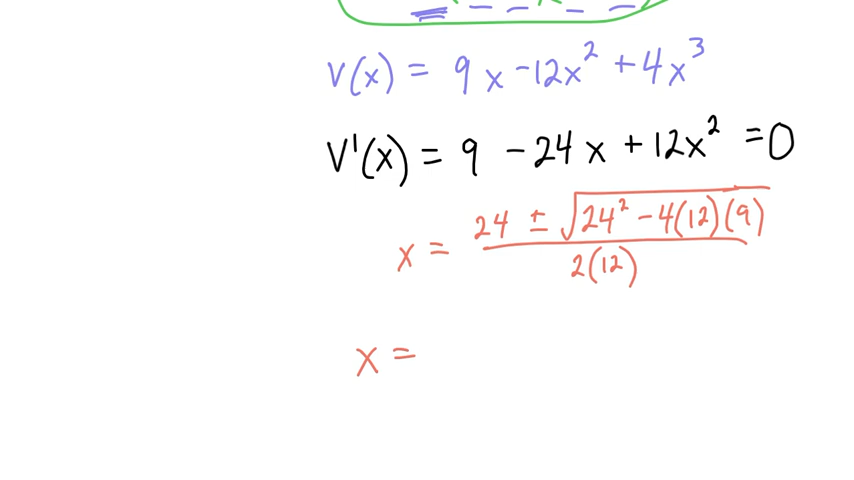 V(x) = 9x - 12x² + 4x³
V'(x) = 9 - 24x + 12x² = 0
x = (24 ± √(24² - 4(12)(9))) / 2(12)
x =